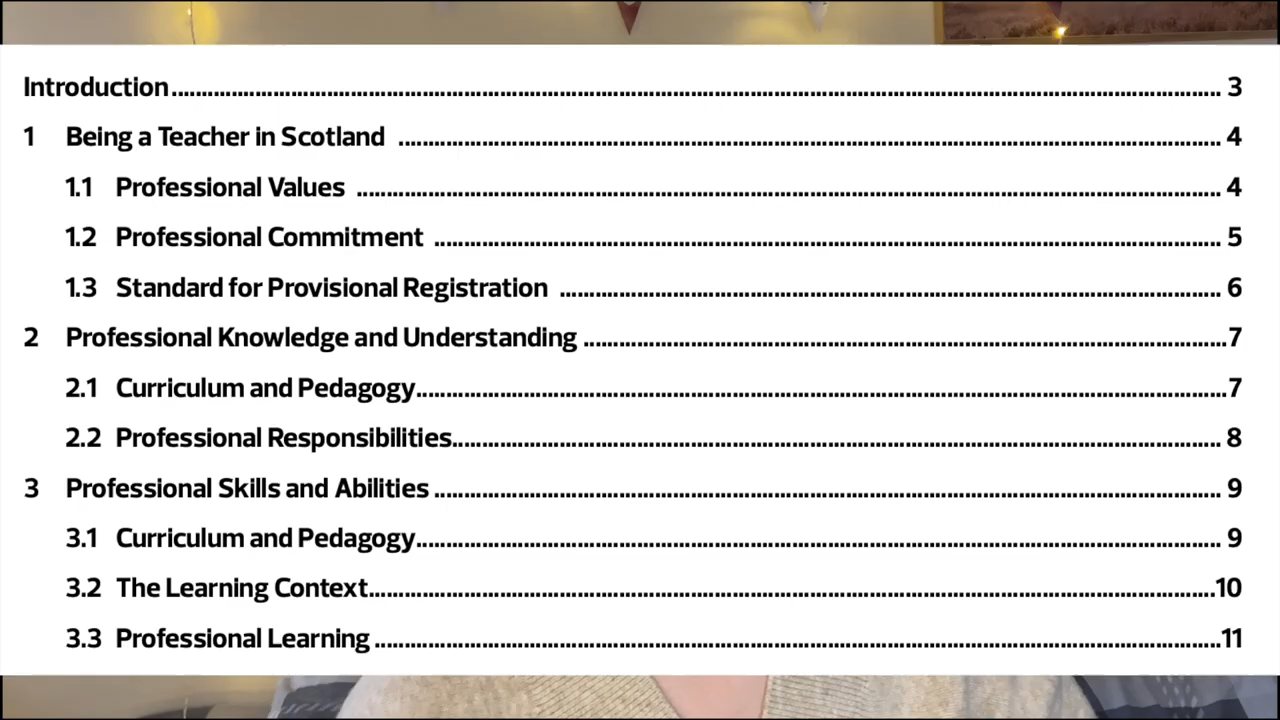 Introduction........................................................ 3
1 Being a Teacher in Scotland ........................................................ 4
1.1 Professional Values ........................................................ 4
1.2 Professional Commitment ........................................................ 5
1.3 Standard for Provisional Registration ........................................................ 6
2 Professional Knowledge and Understanding ........................................................7
2.1 Curriculum and Pedagogy........................................................7
2.2 Professional Responsibilities........................................................ 8
3 Professional Skills and Abilities ........................................................ 9
3.1 Curriculum and Pedagogy........................................................ 9
3.2 The Learning Context........................................................10
3.3 Professional Learning ........................................................11